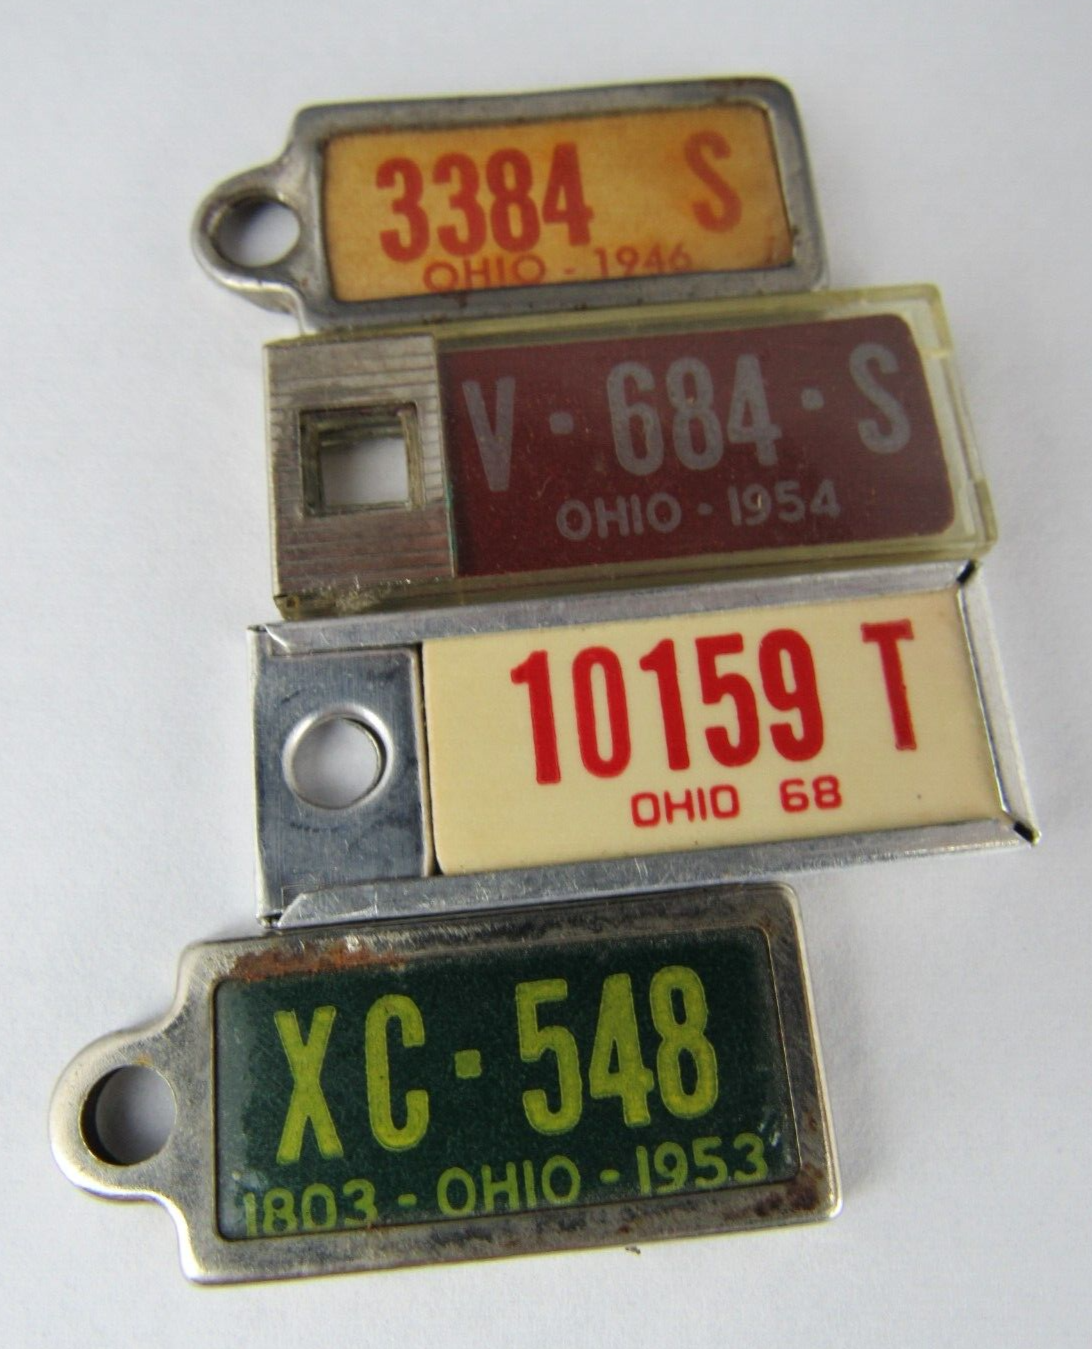 3384 S
OHIO - 1946
V · 684 · S
OHIO - 1954
10159 T
OHIO 68
XC · 548
1803 - OHIO - 1953